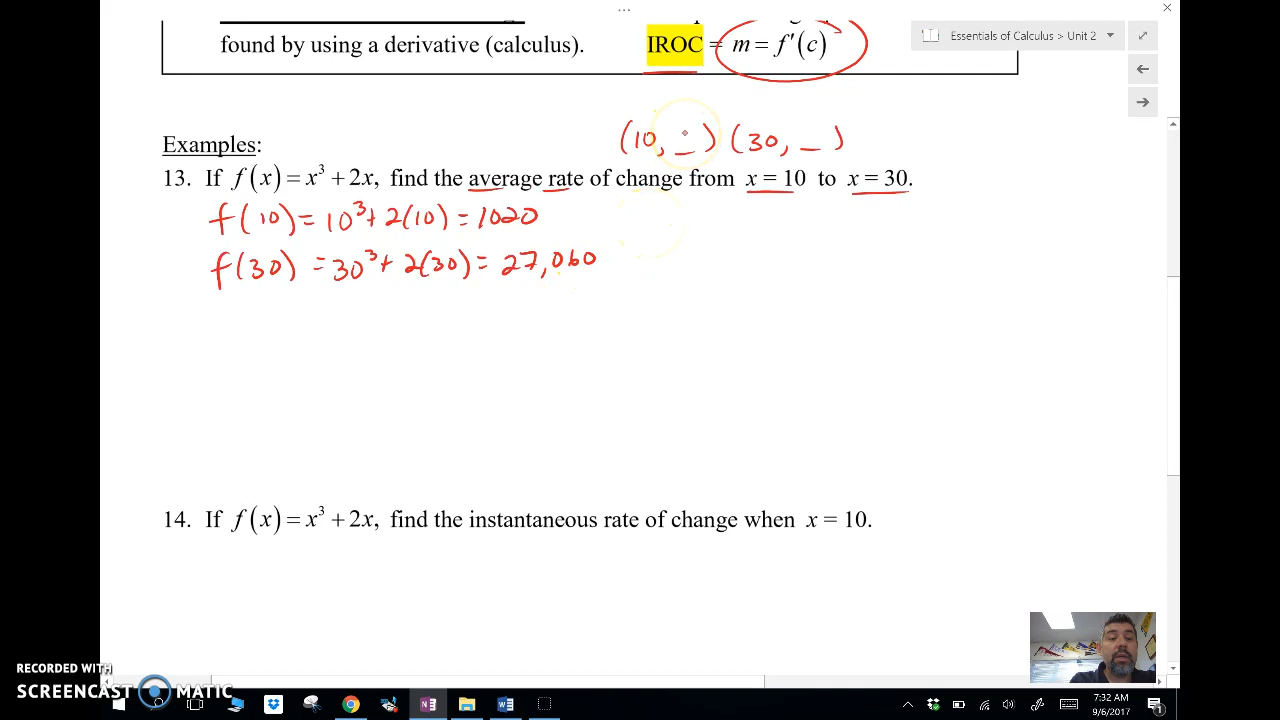 found by using a derivative (calculus).
IROC = m = f′(c)
Essentials of Calculus > Unit 2
(10, _) (30, _)
Examples:
13. If f(x) = x³ + 2x, find the average rate of change from x = 10 to x = 30.
f(10) = 10³ + 2(10) = 1020
f(30) = 30³ + 2(30) = 27,060
14. If f(x) = x³ + 2x, find the instantaneous rate of change when x = 10.
RECORDED WITH
SCREENCAST MATIC
7:32 AM
9/6/2017